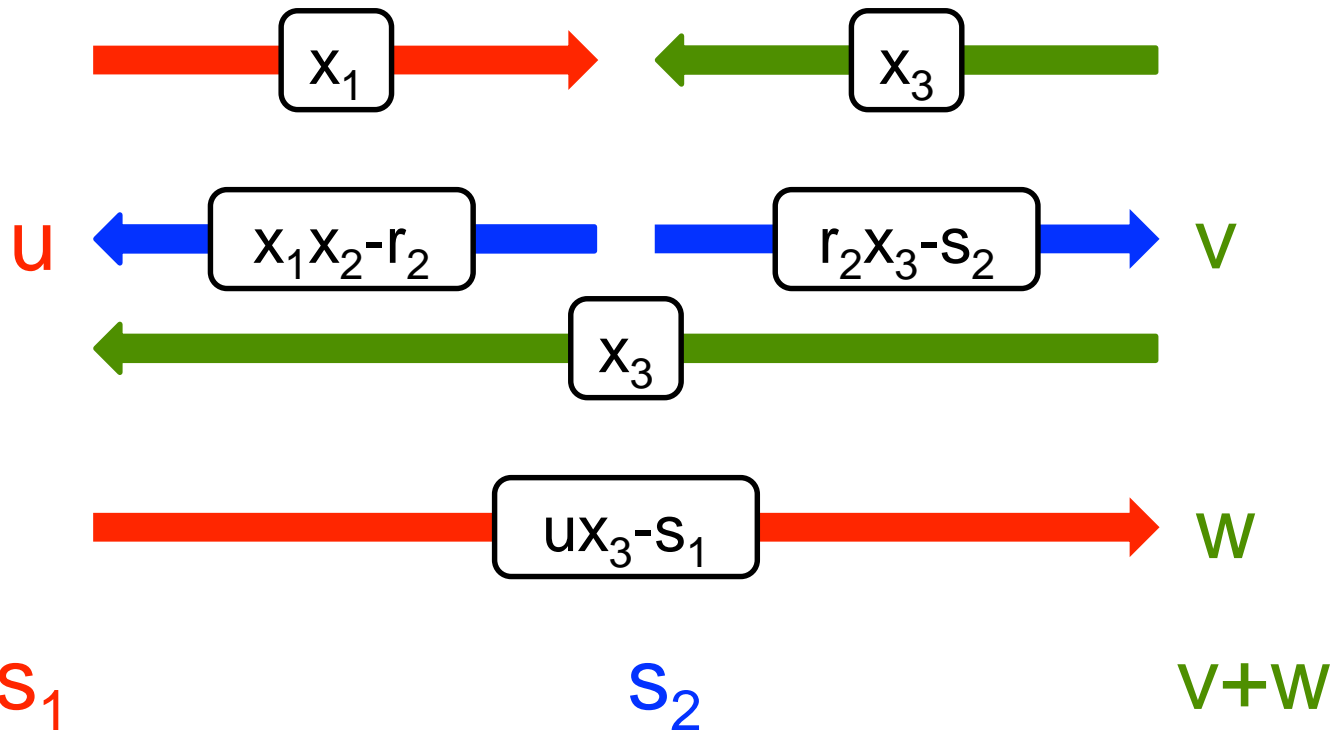 x₁ x₃
u x₁x₂-r₂ r₂x₃-s₂ v
x₃
ux₃-s₁ w
s₁ s₂ v+w